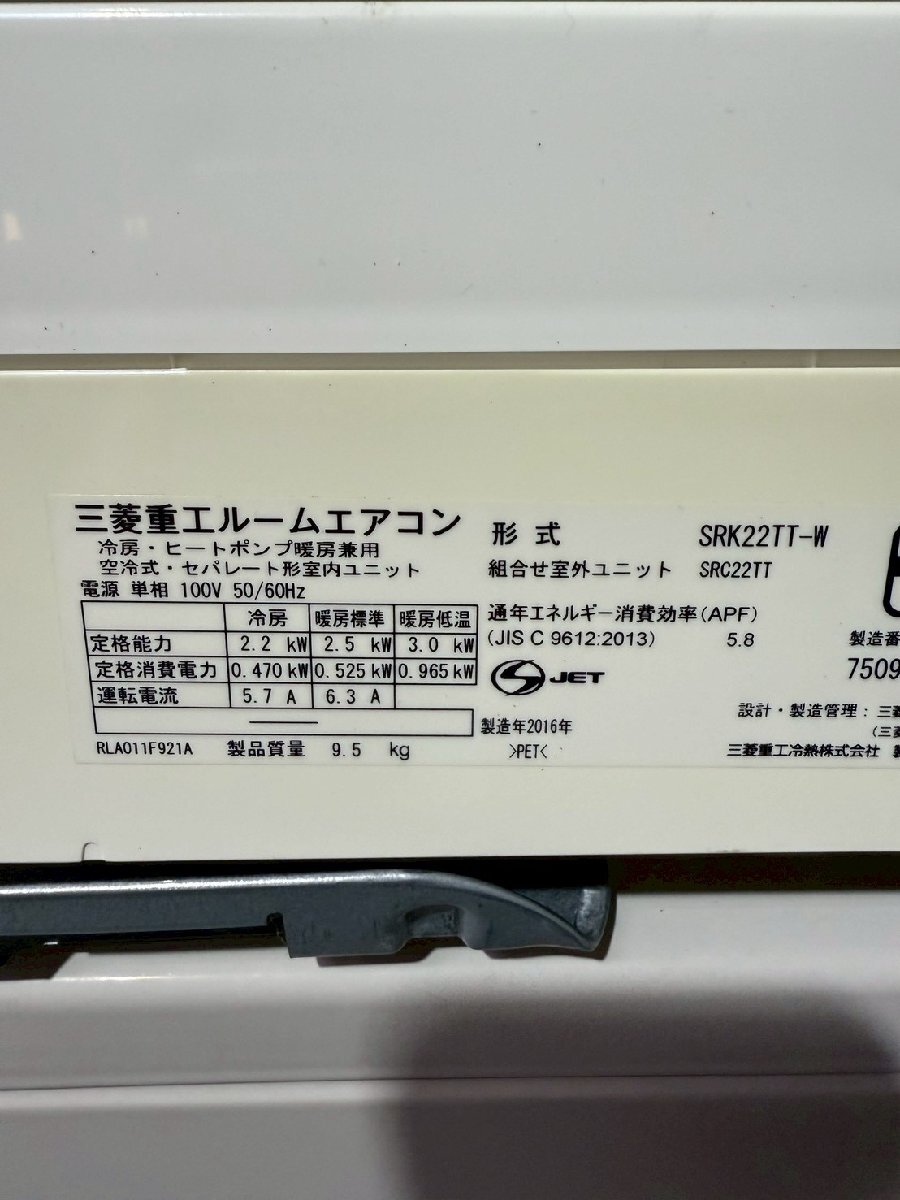 三菱重工ルームエアコン
冷房・ヒートポンプ暖房兼用
空冷式・セパレート形室内ユニット
電源 単相 100V 50/60Hz
冷房 暖房標準 暖房低温
定格能力 2.2 kW 2.5 kW 3.0 kW
定格消費電力 0.470 kW 0.525 kW 0.965 kW
運転電流 5.7 A 6.3 A
RLA011F921A 製品質量 9.5 kg
形式 SRK22TT-W
組合せ室外ユニット SRC22TT
通年エネルギー消費効率(APF)
(JIS C 9612:2013) 5.8
JET
製造年2016年
>PET<
製造番
7509
設計・製造管理：三菱
(三菱
三菱重工冷熱株式会社